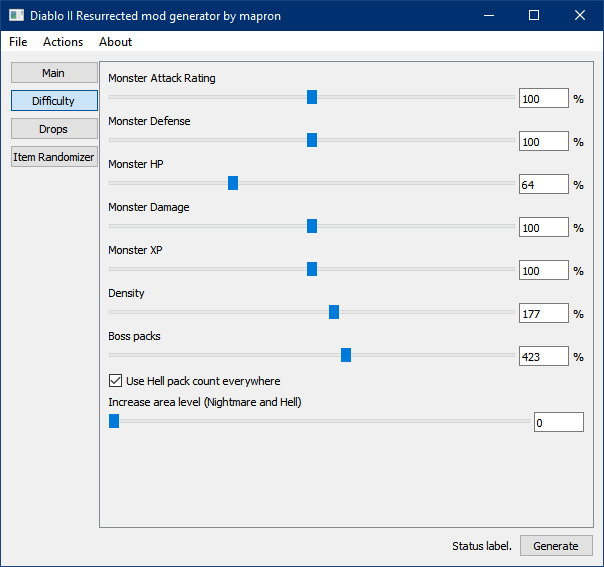 Diablo II Resurrected mod generator by mapron
File Actions About
Main
Difficulty
Drops
Item Randomizer
Monster Attack Rating
100 %
Monster Defense
100 %
Monster HP
64 %
Monster Damage
100 %
Monster XP
100 %
Density
177 %
Boss packs
423 %
Use Hell pack count everywhere
Increase area level (Nightmare and Hell)
0
Status label. Generate